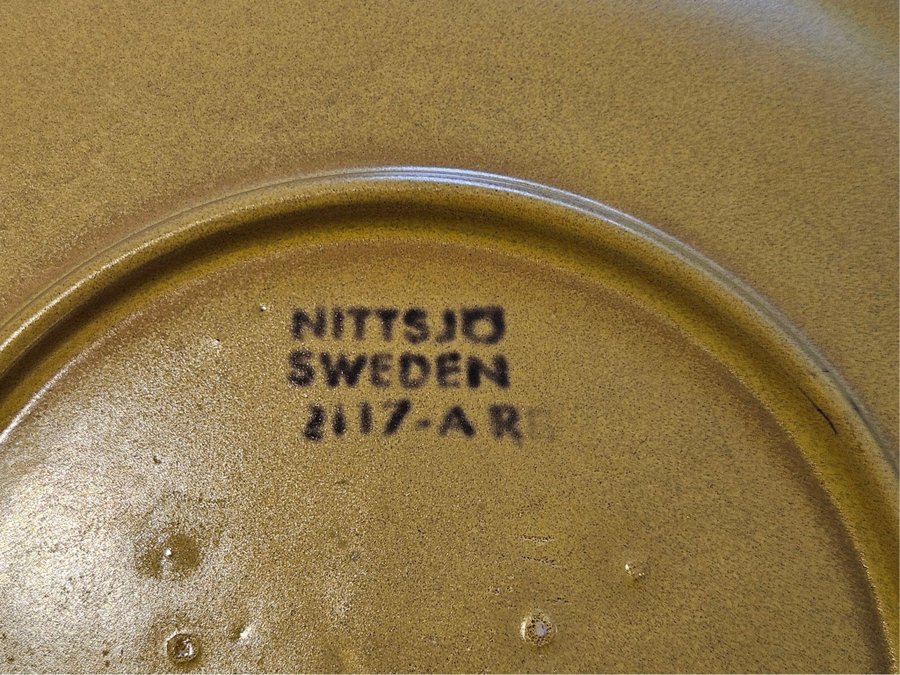 NITTSJÖ
SWEDEN
2117-AR